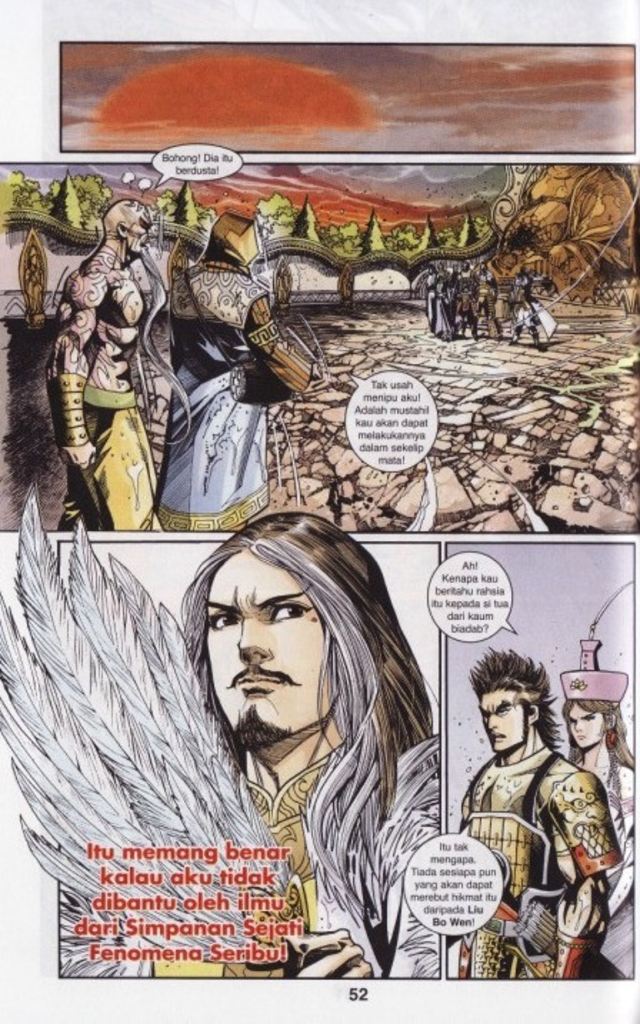 Bohong! Dia itu
berdusta!
Tak usah
menipu aku!
Adalah mustahil
kau akan dapat
melakukannya
dalam sekelip
mata!
Itu memang benar
kalau aku tidak
dibantu oleh ilmu
dari Simpanan Sejati
Fenomena Seribu!
Ah!
Kenapa kau
beritahu rahsia
itu kepada si tua
dari kaum
biadab?
Itu tak
mengapa.
Tiada sesiapa pun
yang akan dapat
merebut hikmat itu
daripada Liu
Bo Wen!
52